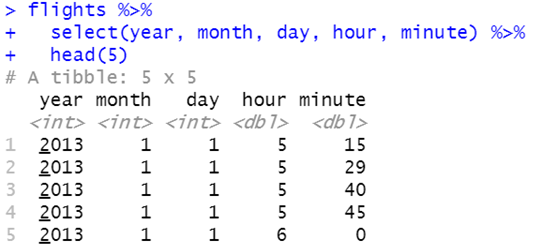 > flights %>%
+   select(year, month, day, hour, minute) %>%
+   head(5)
# A tibble: 5 x 5
   year month   day  hour minute
  <int> <int> <int> <dbl>  <dbl>
1  2013     1     1     5     15
2  2013     1     1     5     29
3  2013     1     1     5     40
4  2013     1     1     5     45
5  2013     1     1     6      0